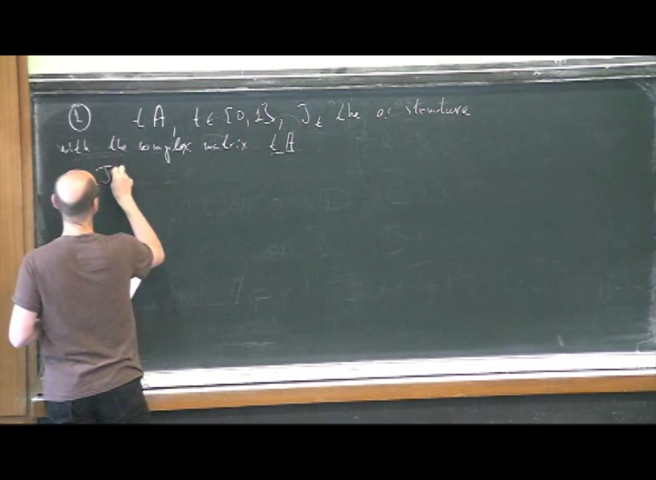 ① tA, t ∈ [0,1], J_t the ac structure
with the complex matrix tA
J